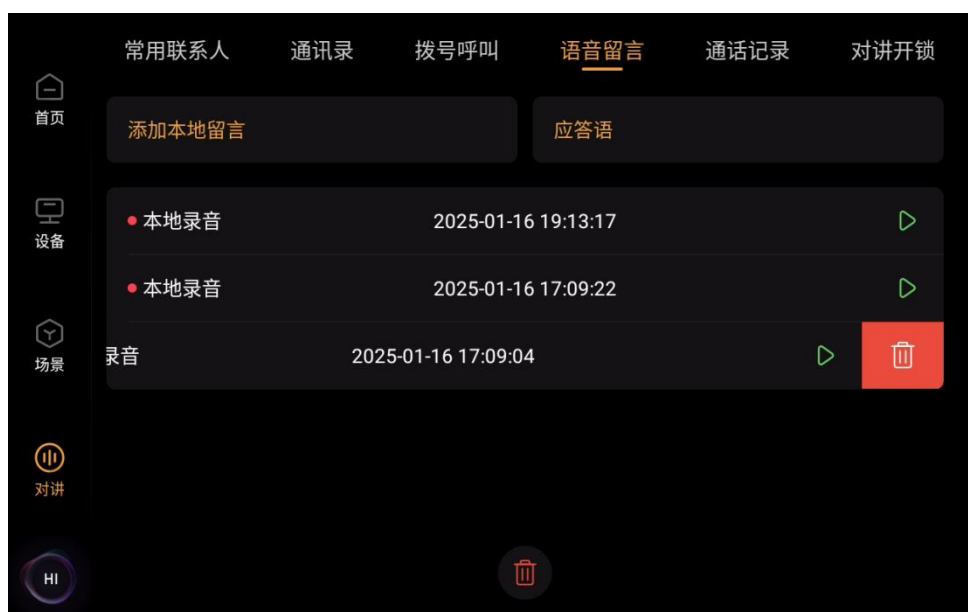 常用联系人 通讯录 拨号呼叫 语音留言 通话记录 对讲开锁
首页
添加本地留言 应答语
设备
本地录音 2025-01-16 19:13:17
本地录音 2025-01-16 17:09:22
场景
录音 2025-01-16 17:09:04
对讲
HI